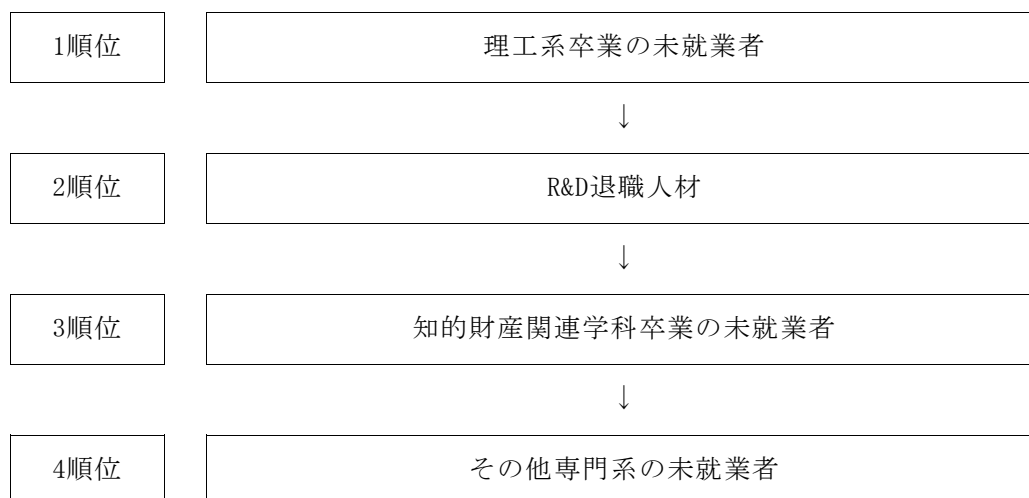 1順位 理工系卒業の未就業者
↓
2順位 R&D退職人材
↓
3順位 知的財産関連学科卒業の未就業者
↓
4順位 その他専門系の未就業者